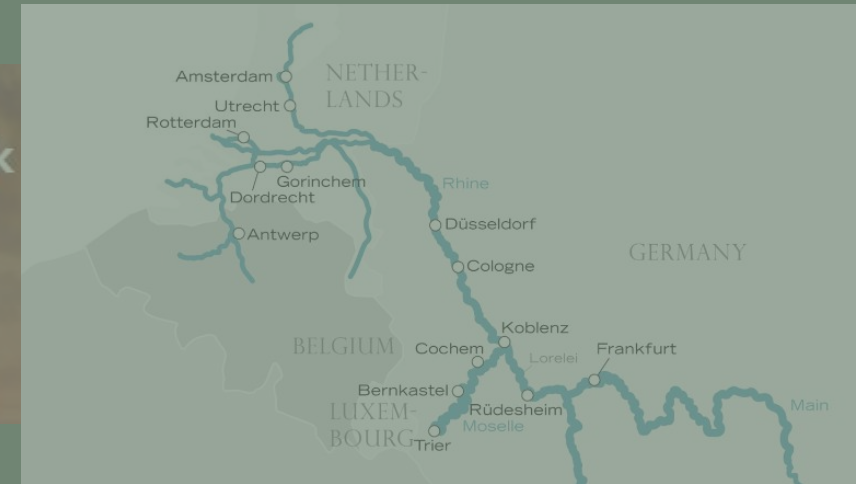 Amsterdam
NETHER-
LANDS
Utrecht
Rotterdam
K
Gorinchem
Rhine
Dordrecht
Düsseldorf
Antwerp
GERMANY
Cologne
Koblenz
BELGIUM
Cochem
Frankfurt
Lorelei
Bernkastel
Main
LUXEM-
BOURG
Rüdesheim
Moselle
Trier